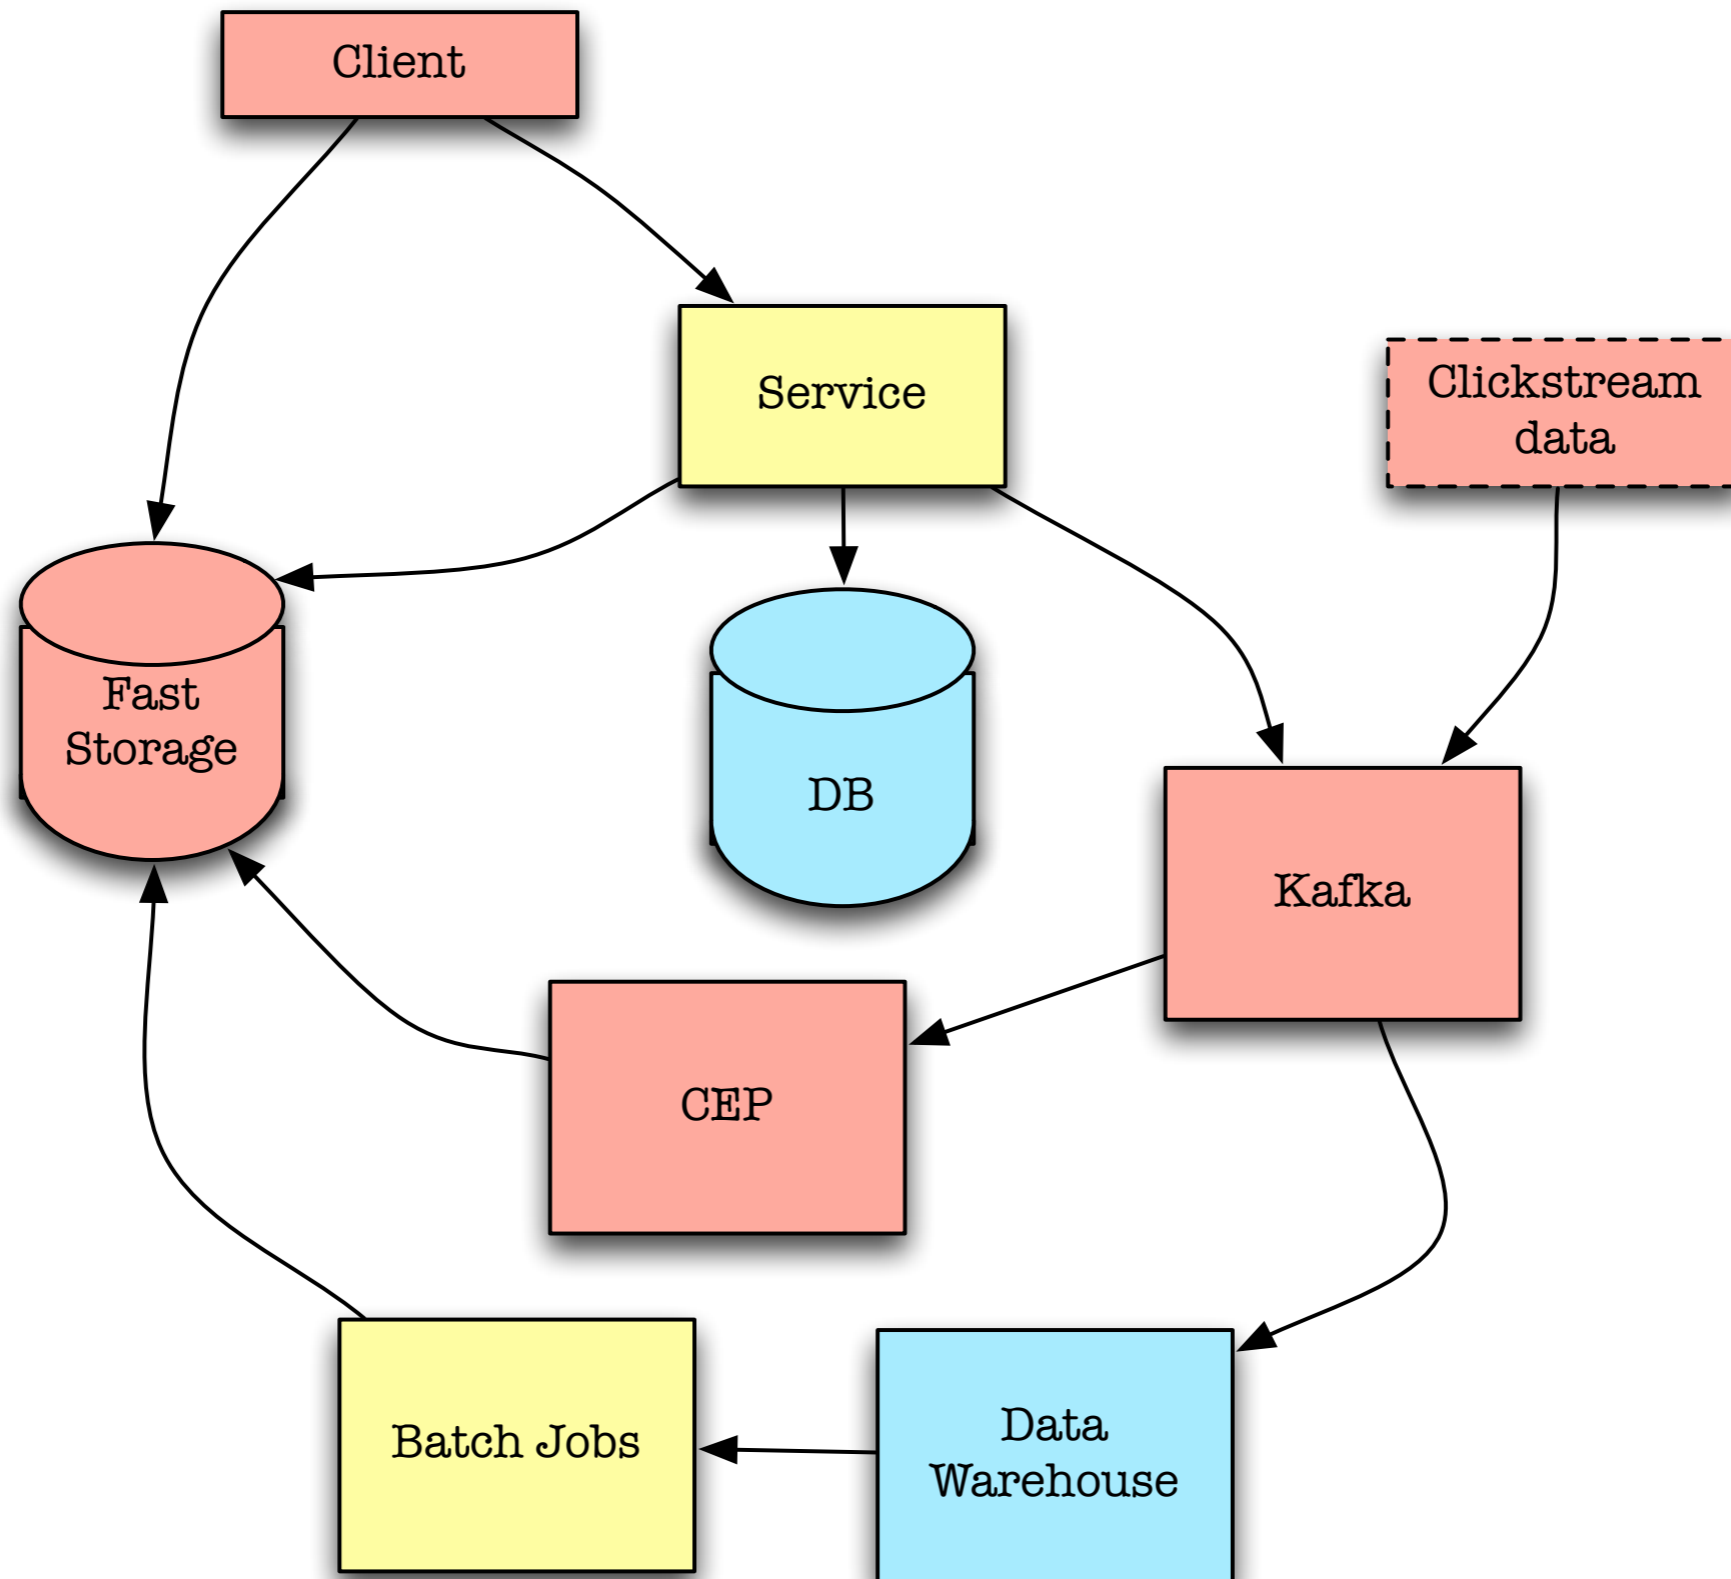 Client
Service
Clickstream
data
Fast
Storage
DB
Kafka
CEP
Batch Jobs
Data
Warehouse